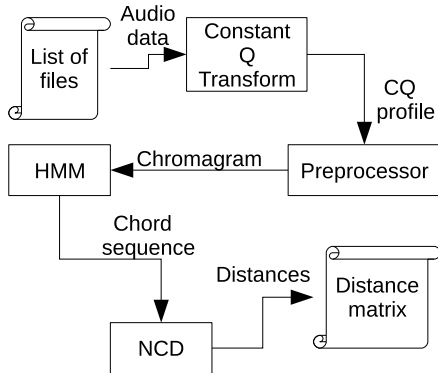 Audio
data
List of
files
Constant
Q
Transform
CQ
profile
Chromagram
HMM
Preprocessor
Chord
sequence
Distances
Distance
matrix
NCD